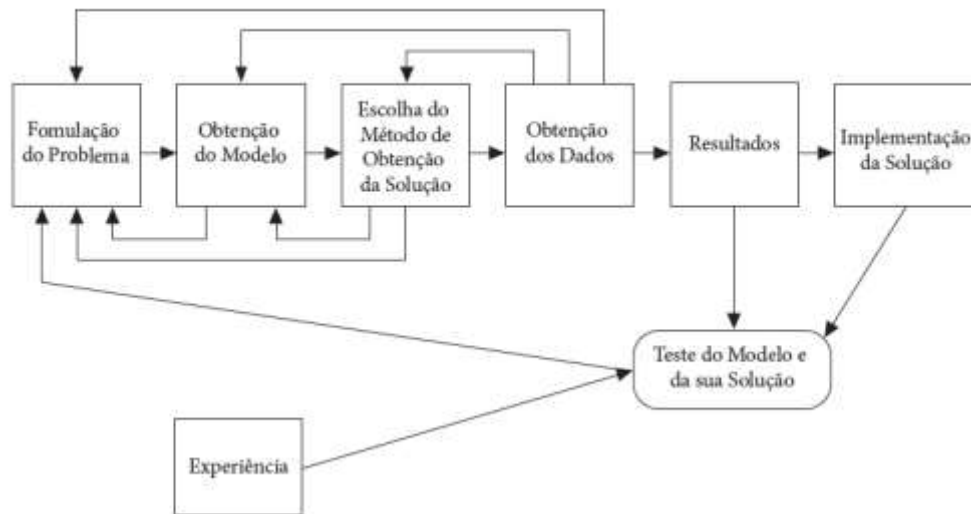 Fomulação
do Problema
Obtenção
do Modelo
Escolha do
Método de
Obtenção
da Solução
Obtenção
dos Dados
Resultados
Implementação
da Solução
Teste do Modelo e
da sua Solução
Experiência